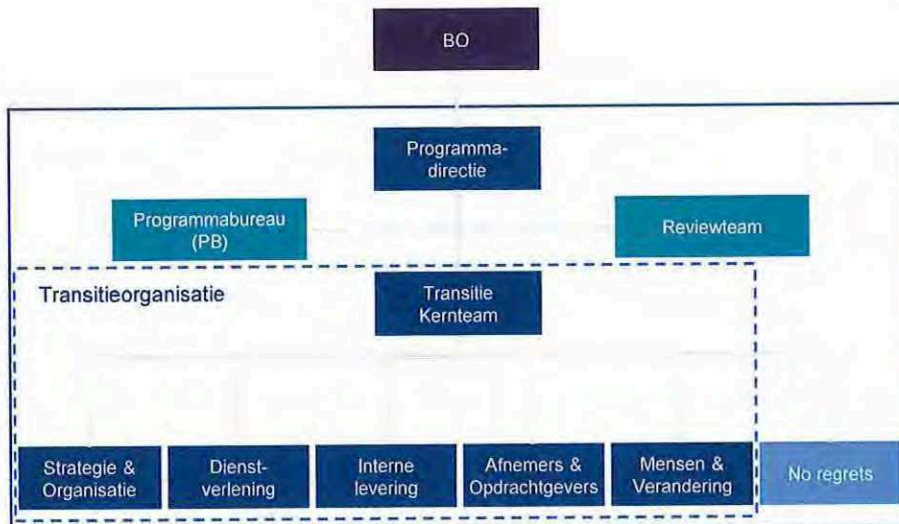 BO
Programma-
directie
Programmabureau
(PB)
Reviewteam
Transitieorganisatie
Transitie
Kernteam
Strategie &
Organisatie
Dienst-
verlening
Interne
levering
Afnemers &
Opdrachtgevers
Mensen &
Verandering
No regrets